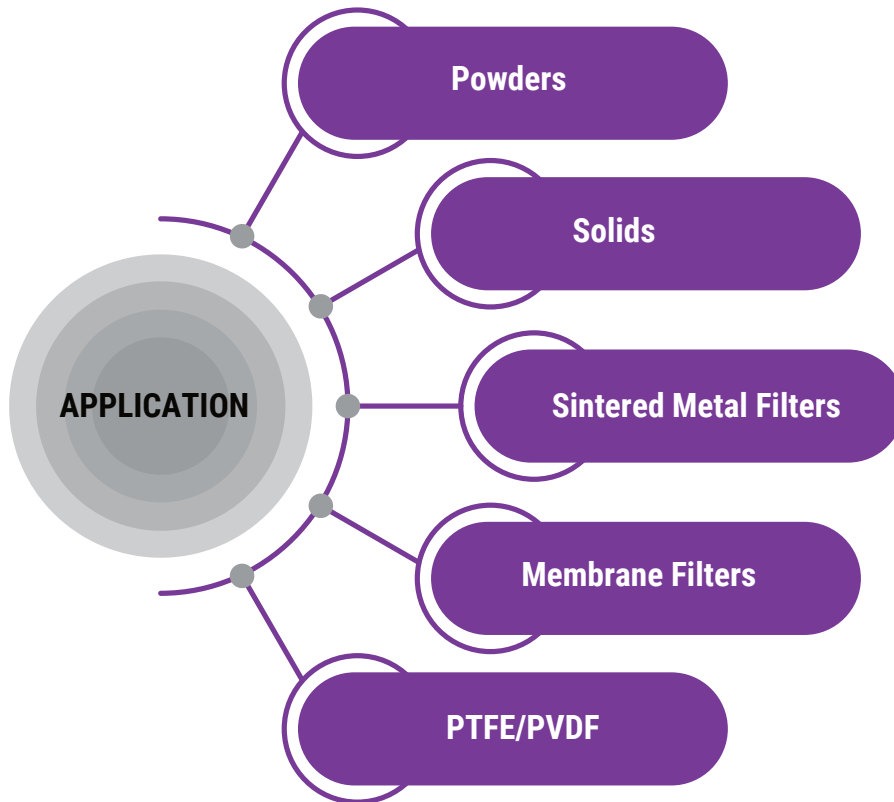 Powders
Solids
APPLICATION
Sintered Metal Filters
Membrane Filters
PTFE/PVDF